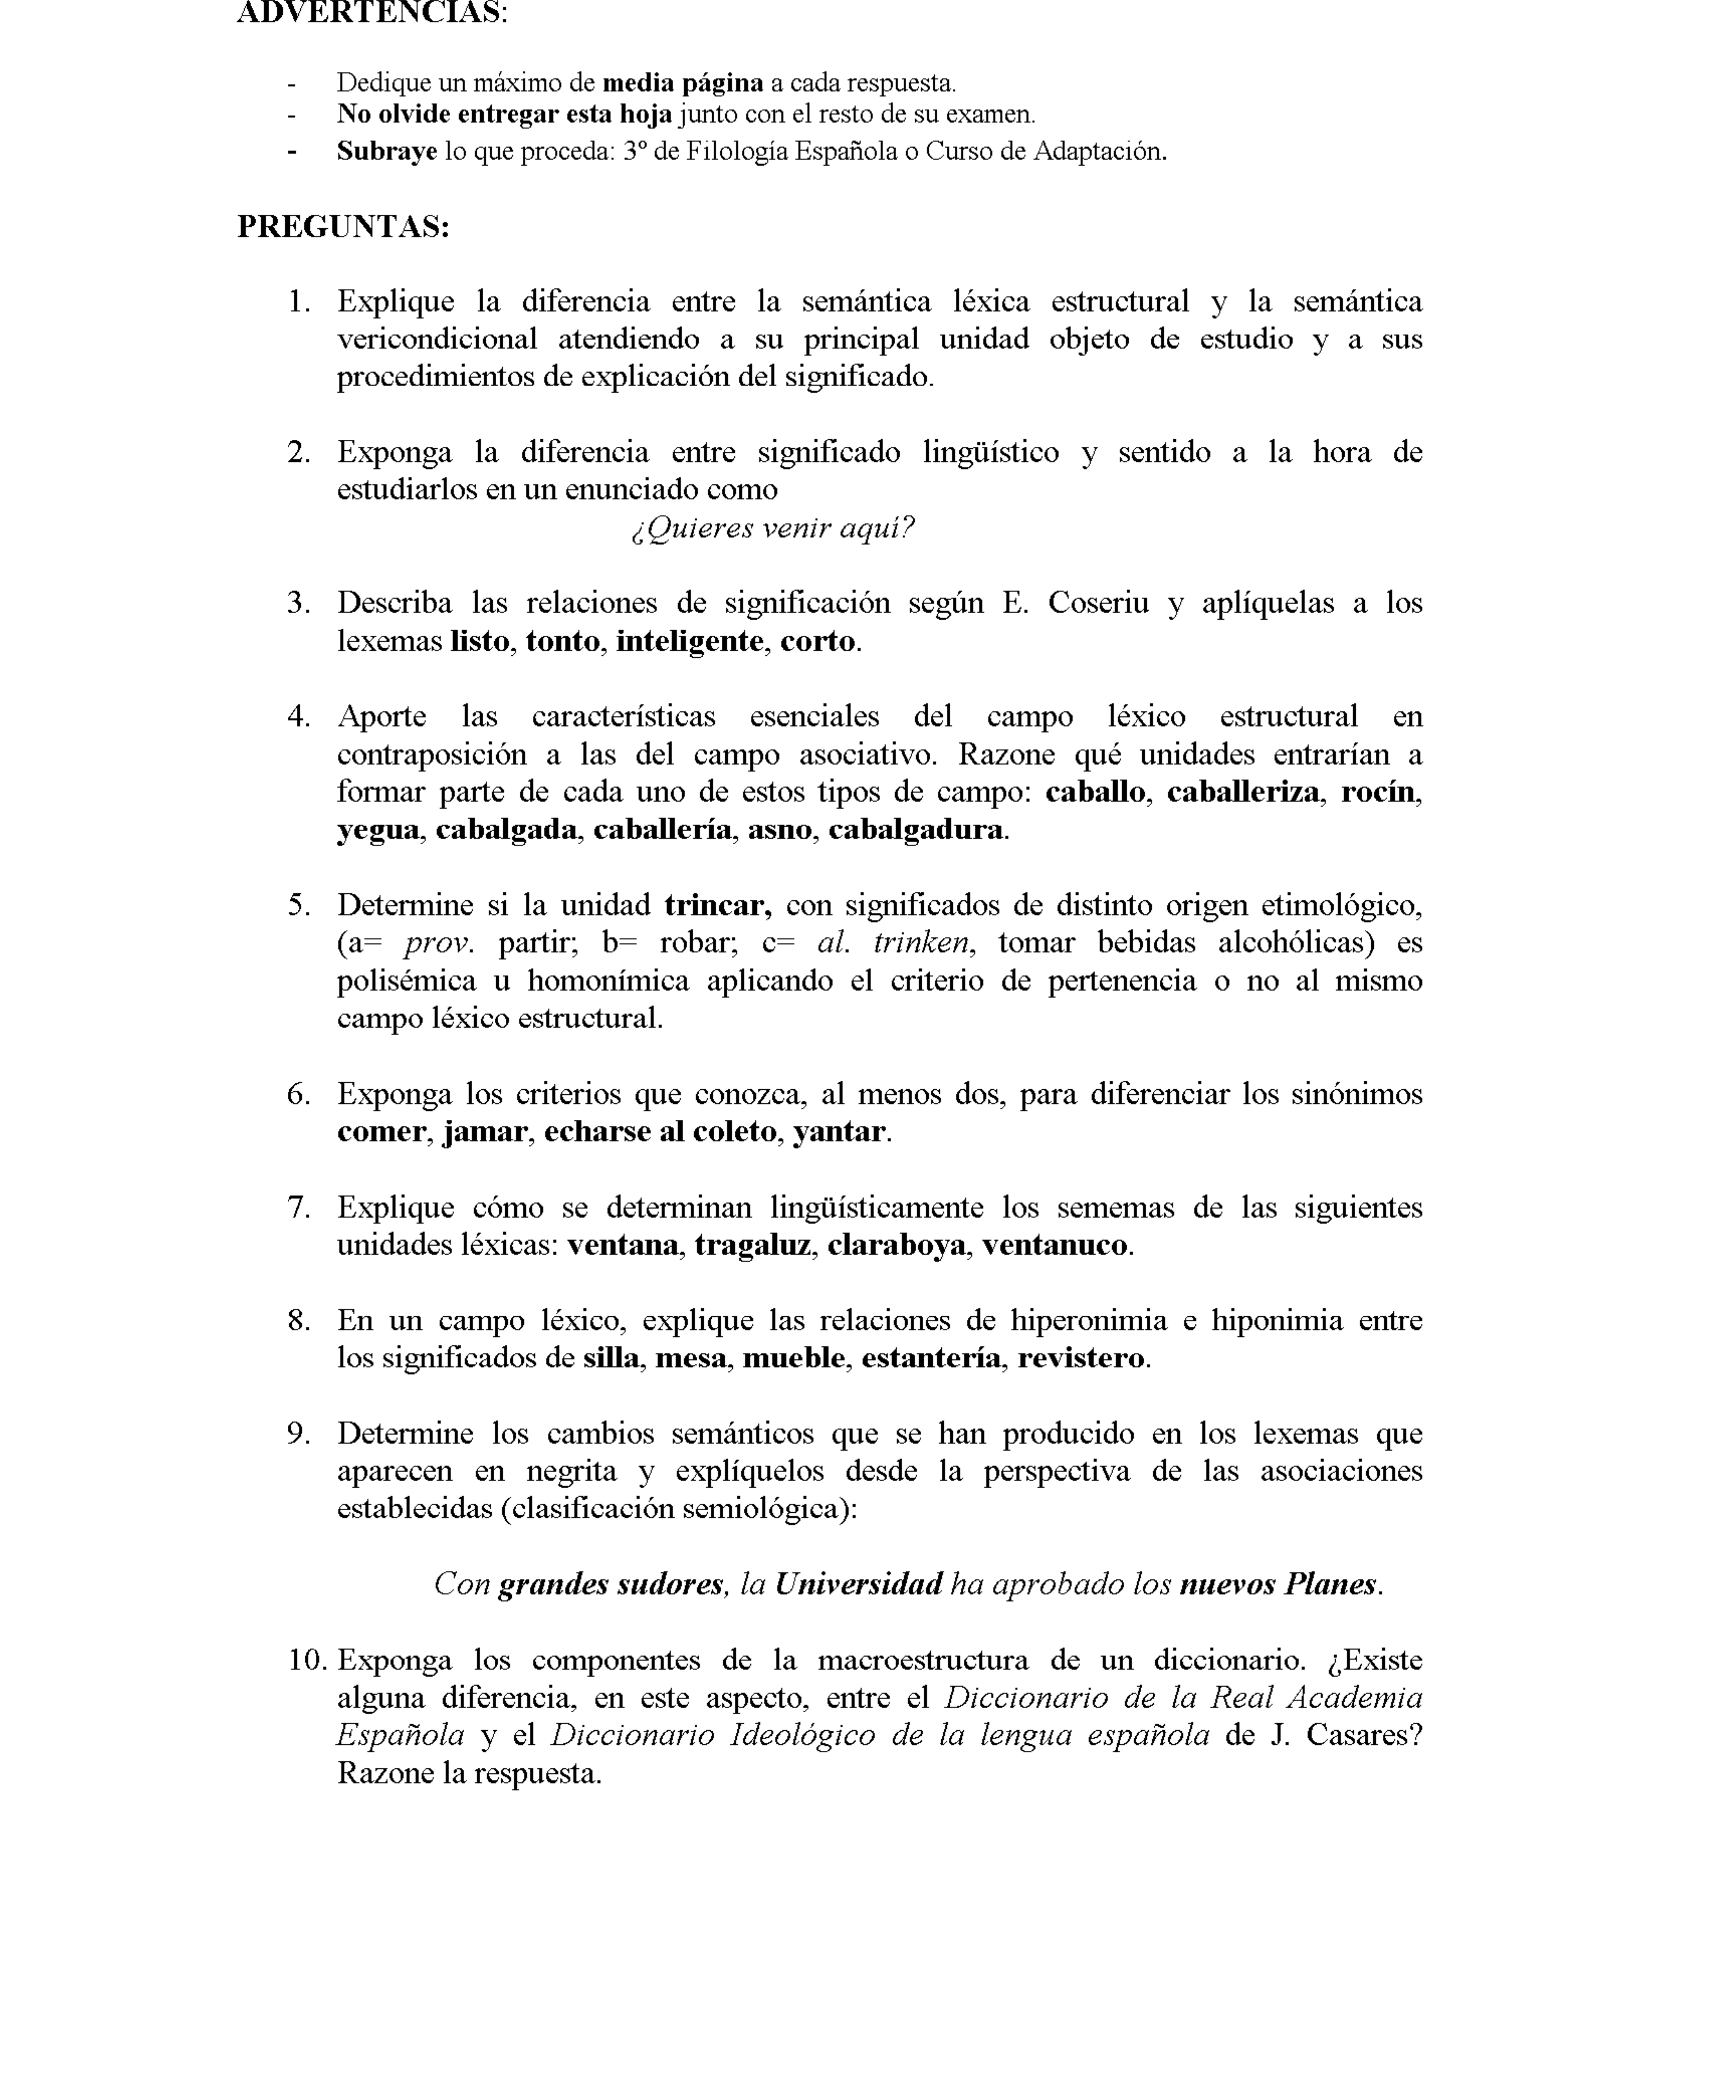 ADVERTENCIAS:
- Dedique un máximo de media página a cada respuesta.
- No olvide entregar esta hoja junto con el resto de su examen.
- Subraye lo que proceda: 3º de Filología Española o Curso de Adaptación.
PREGUNTAS:
1. Explique la diferencia entre la semántica léxica estructural y la semántica
vericondicional atendiendo a su principal unidad objeto de estudio y a sus
procedimientos de explicación del significado.
2. Exponga la diferencia entre significado lingüístico y sentido a la hora de
estudiarlos en un enunciado como
¿Quieres venir aquí?
3. Describa las relaciones de significación según E. Coseriu y aplíquelas a los
lexemas listo, tonto, inteligente, corto.
4. Aporte las características esenciales del campo léxico estructural en
contraposición a las del campo asociativo. Razone qué unidades entrarían a
formar parte de cada uno de estos tipos de campo: caballo, caballeriza, rocín,
yegua, cabalgada, caballería, asno, cabalgadura.
5. Determine si la unidad trincar, con significados de distinto origen etimológico,
(a= prov. partir; b= robar; c= al. trinken, tomar bebidas alcohólicas) es
polisémica u homonímica aplicando el criterio de pertenencia o no al mismo
campo léxico estructural.
6. Exponga los criterios que conozca, al menos dos, para diferenciar los sinónimos
comer, jamar, echarse al coleto, yantar.
7. Explique cómo se determinan lingüísticamente los sememas de las siguientes
unidades léxicas: ventana, tragaluz, claraboya, ventanuco.
8. En un campo léxico, explique las relaciones de hiperonimia e hiponimia entre
los significados de silla, mesa, mueble, estantería, revistero.
9. Determine los cambios semánticos que se han producido en los lexemas que
aparecen en negrita y explíquelos desde la perspectiva de las asociaciones
establecidas (clasificación semiológica):
Con grandes sudores, la Universidad ha aprobado los nuevos Planes.
10. Exponga los componentes de la macroestructura de un diccionario. ¿Existe
alguna diferencia, en este aspecto, entre el Diccionario de la Real Academia
Española y el Diccionario Ideológico de la lengua española de J. Casares?
Razone la respuesta.